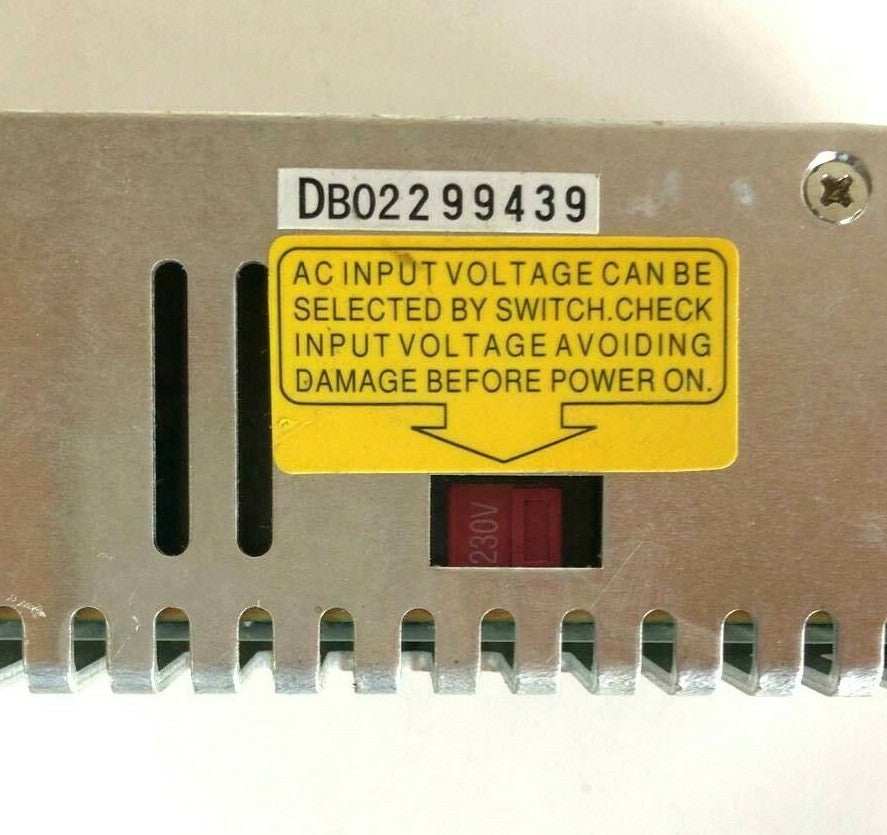 DB02299439
AC INPUT VOLTAGE CAN BE
SELECTED BY SWITCH.CHECK
INPUT VOLTAGE AVOIDING
DAMAGE BEFORE POWER ON.
230V